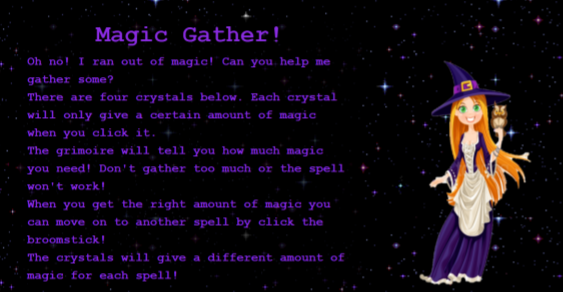 Magic Gather!
Oh no! I ran out of magic! Can you help me
gather some?
There are four crystals below. Each crystal
will only give a certain amount of magic
when you click it.
The grimoire will tell you how much magic
you need! Don't gather too much or the spell
won't work!
When you get the right amount of magic you
can move on to another spell by click the
broomstick!
The crystals will give a different amount of
magic for each spell!